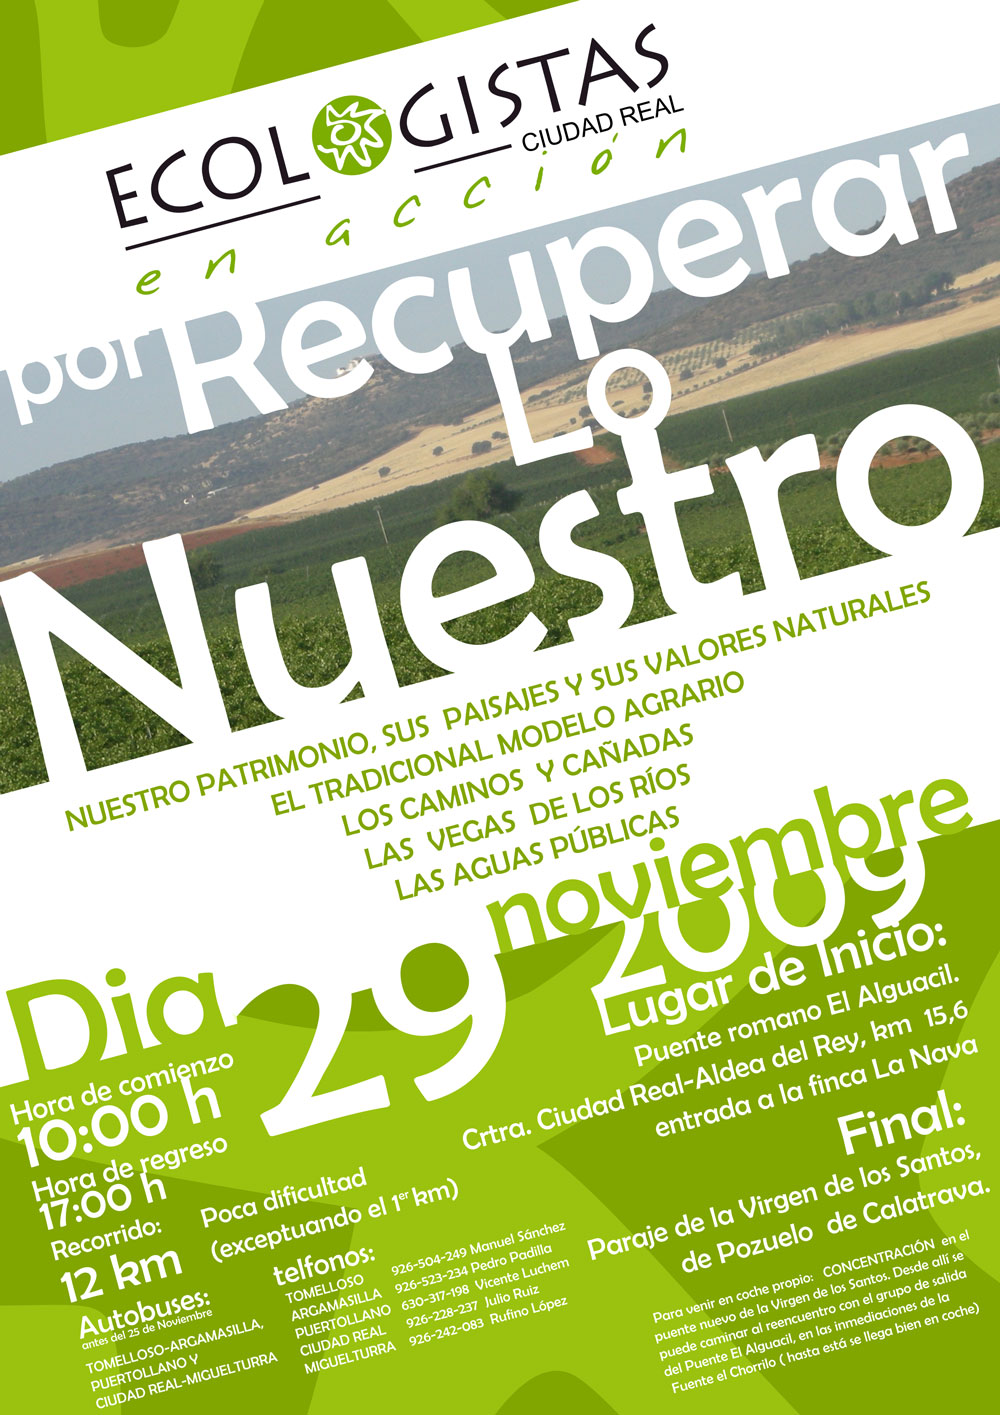 ECOLOGISTAS
CIUDAD REAL
en acción
por Recuperar
Lo
Nuestro
NUESTRO PATRIMONIO, SUS PAISAJES Y SUS VALORES NATURALES
EL TRADICIONAL MODELO AGRARIO
LOS CAMINOS Y CAÑADAS
LAS VEGAS DE LOS RÍOS
LAS AGUAS PÚBLICAS
Dia 29 noviembre
2009
Hora de comienzo
10:00 h
Hora de regreso
17:00 h
Recorrido:
12 km
Poca dificultad
(exceptuando el 1er km)
Autobuses:
antes del 25 de Noviembre
TOMELLOSO-ARGAMASILLA,
PUERTOLLANO Y
CIUDAD REAL-MIGUELTURRA
telfonos:
TOMELLOSO 926-504-249 Manuel Sánchez
ARGAMASILLA 926-523-234 Pedro Padilla
PUERTOLLANO 630-317-198 Vicente Luchem
CIUDAD REAL 926-228-237 Julio Ruiz
MIGUELTURRA 926-242-083 Rufino López
Lugar de Inicio:
Puente romano El Alguacil.
Crtra. Ciudad Real-Aldea del Rey, km 15,6
entrada a la finca La Nava
Final:
Paraje de la Virgen de los Santos,
de Pozuelo de Calatrava.
Para venir en coche propio: CONCENTRACIÓN en el
puente nuevo de la Virgen de los Santos. Desde allí se
puede caminar al reencuentro con el grupo de salida
del Puente El Alguacil, en las inmediaciones de la
Fuente el Chorrilo ( hasta está se llega bien en coche)